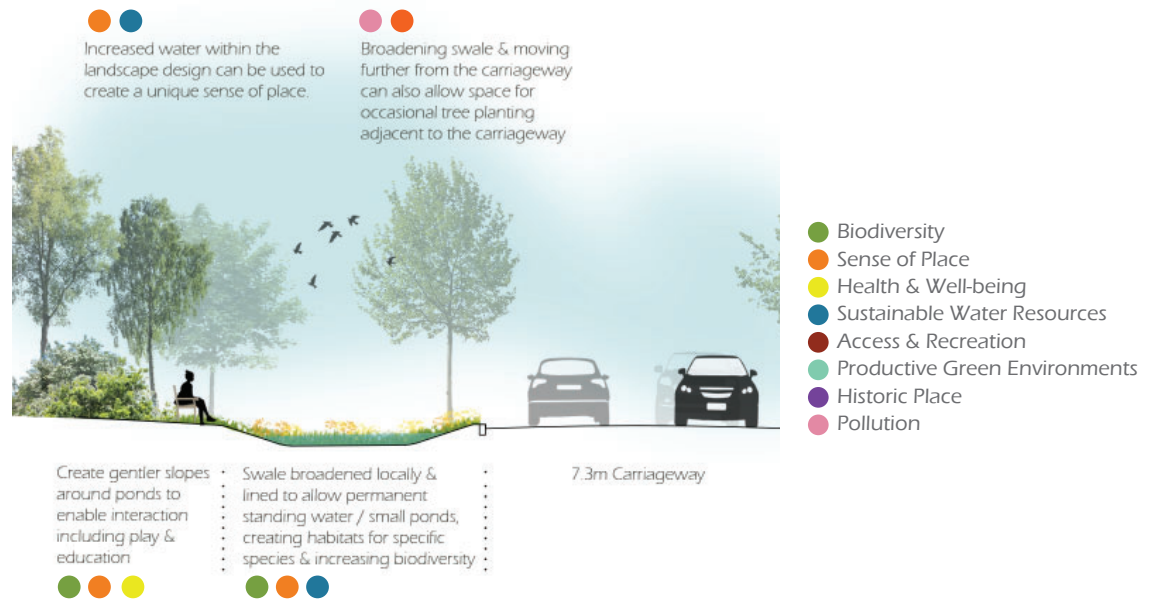 Increased water within the
landscape design can be used to
create a unique sense of place.
Broadening swale & moving
further from the carriageway
can also allow space for
occasional tree planting
adjacent to the carriageway
Biodiversity
Sense of Place
Health & Well-being
Sustainable Water Resources
Access & Recreation
Productive Green Environments
Historic Place
Pollution
Create gentler slopes
around ponds to
enable interaction
including play &
education
Swale broadened locally &
lined to allow permanent
standing water / small ponds,
creating habitats for specific
species & increasing biodiversity
7.3m Carriageway